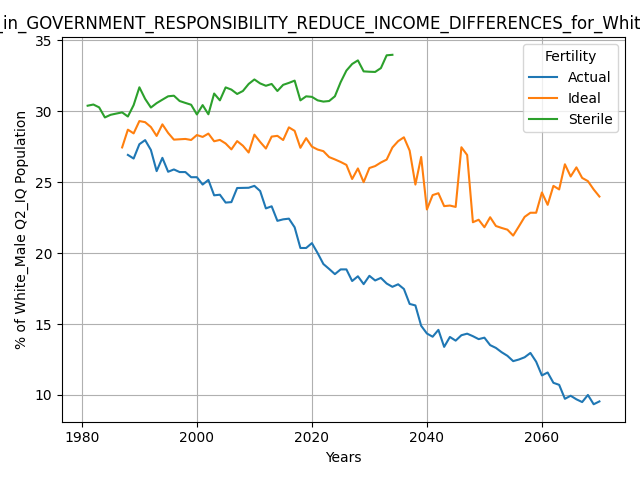 _in_GOVERNMENT_RESPONSIBILITY_REDUCE_INCOME_DIFFERENCES_for_Whit
% of White_Male Q2_IQ Population
35
30
25
20
15
10
1980
2000
2020
2040
2060
Years
Fertility
Actual
Ideal
Sterile